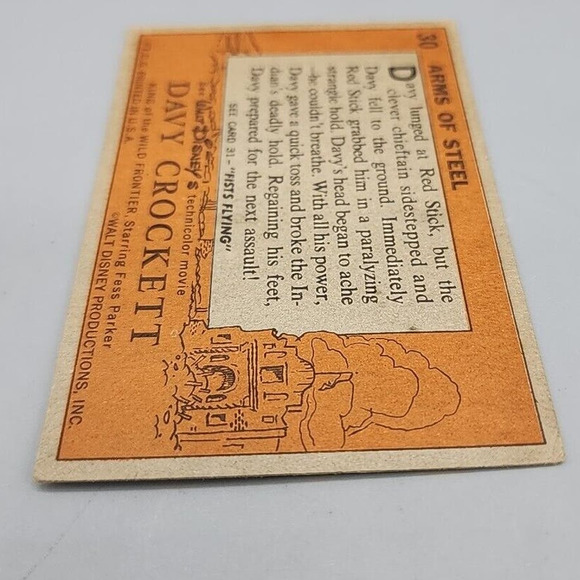 30 ARMS OF STEEL
Davy lunged at Red Stick, but the
clever chieftain sidestepped and
Davy fell to the ground. Immediately
Red Stick grabbed him in a paralyzing
strangle hold. Davy's head began to ache
—he couldn't breathe. With all his power,
Davy gave a quick toss and broke the In-
dian's deadly hold. Regaining his feet,
Davy prepared for the next assault!
SEE CARD 31— "FISTS FLYING"
SEE Walt Disney's technicolor movie
DAVY CROCKETT
KING of the WILD FRONTIER, Starring Fess Parker
©WALT DISNEY PRODUCTIONS, INC.
PRINTED IN U.S.A.